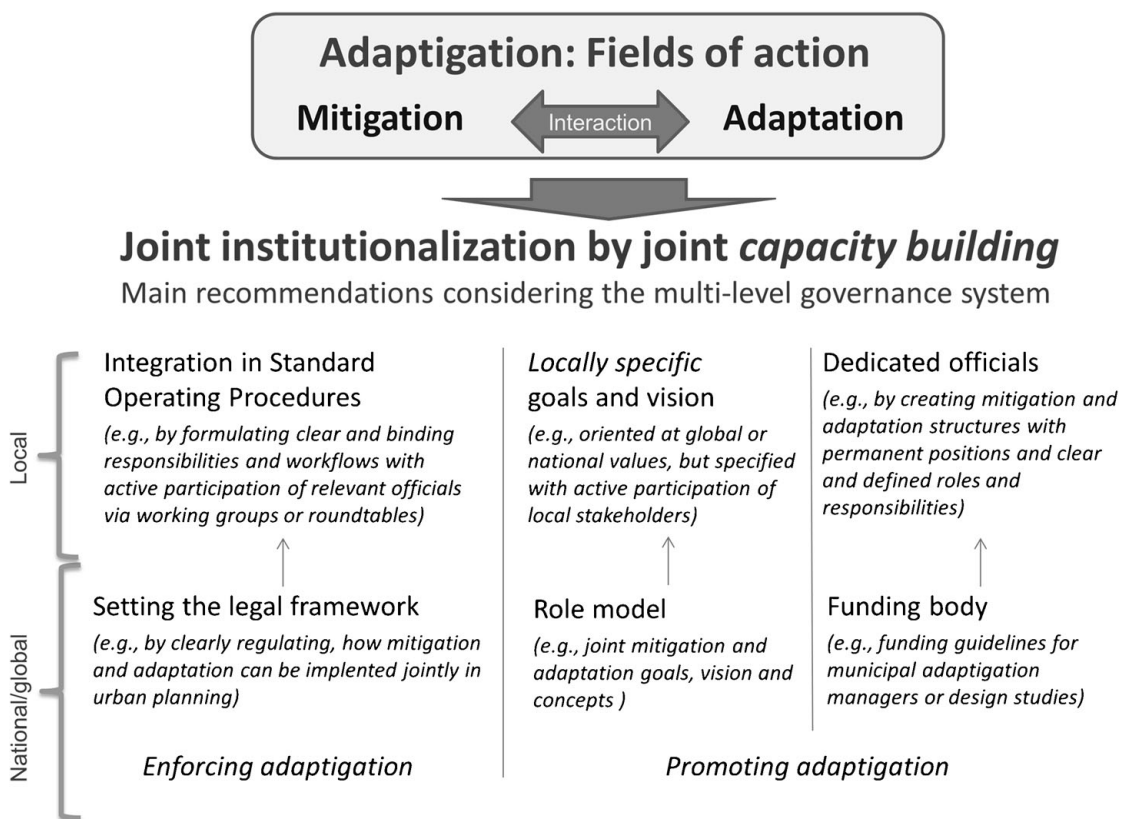 Adaptigation: Fields of action
Mitigation
Interaction
Adaptation
Joint institutionalization by joint capacity building
Main recommendations considering the multi-level governance system
Local
Integration in Standard
Operating Procedures
(e.g., by formulating clear and binding
responsibilities and workflows with
active participation of relevant officials
via working groups or roundtables)
Locally specific
goals and vision
(e.g., oriented at global or
national values, but specified
with active participation of
local stakeholders)
Dedicated officials
(e.g., by creating mitigation and
adaptation structures with
permanent positions and clear
and defined roles and
responsibilities)
National/global
Setting the legal framework
(e.g., by clearly regulating, how mitigation
and adaptation can be implented jointly in
urban planning)
Role model
(e.g., joint mitigation and
adaptation goals, vision and
concepts )
Funding body
(e.g., funding guidelines for
municipal adaptigation
managers or design studies)
Enforcing adaptigation
Promoting adaptigation